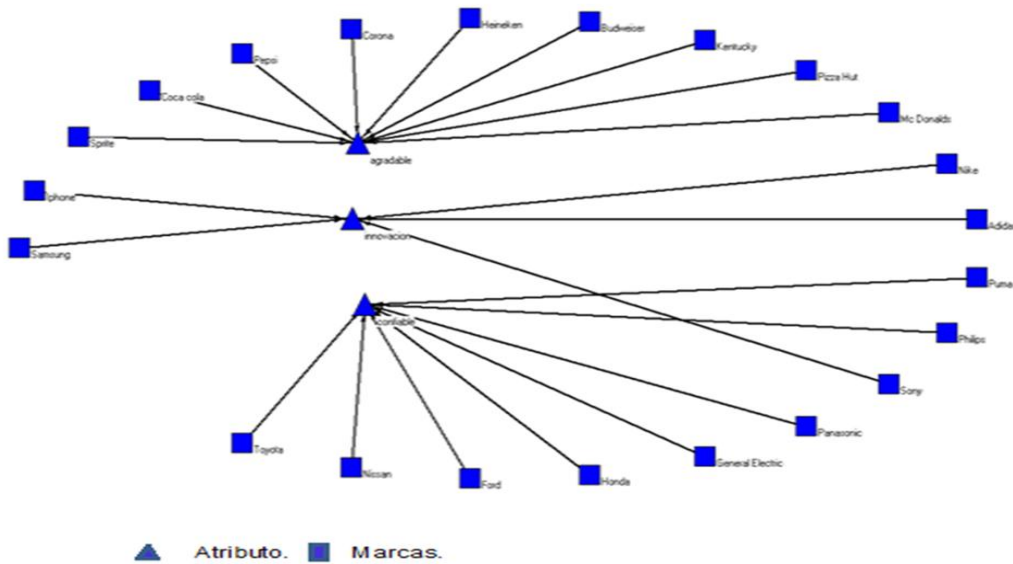 Heineken
Budweiser
Corona
Kentucky
Pepsi
Pizza Hut
Coca cola
Mc Donalds
Sprite
agradable
Nike
Iphone
Adidas
innovacion
Samsung
Puma
confiable
Philips
Sony
Panasonic
Toyota
General Electric
Nissan
Honda
Ford
Atributo. Marcas.